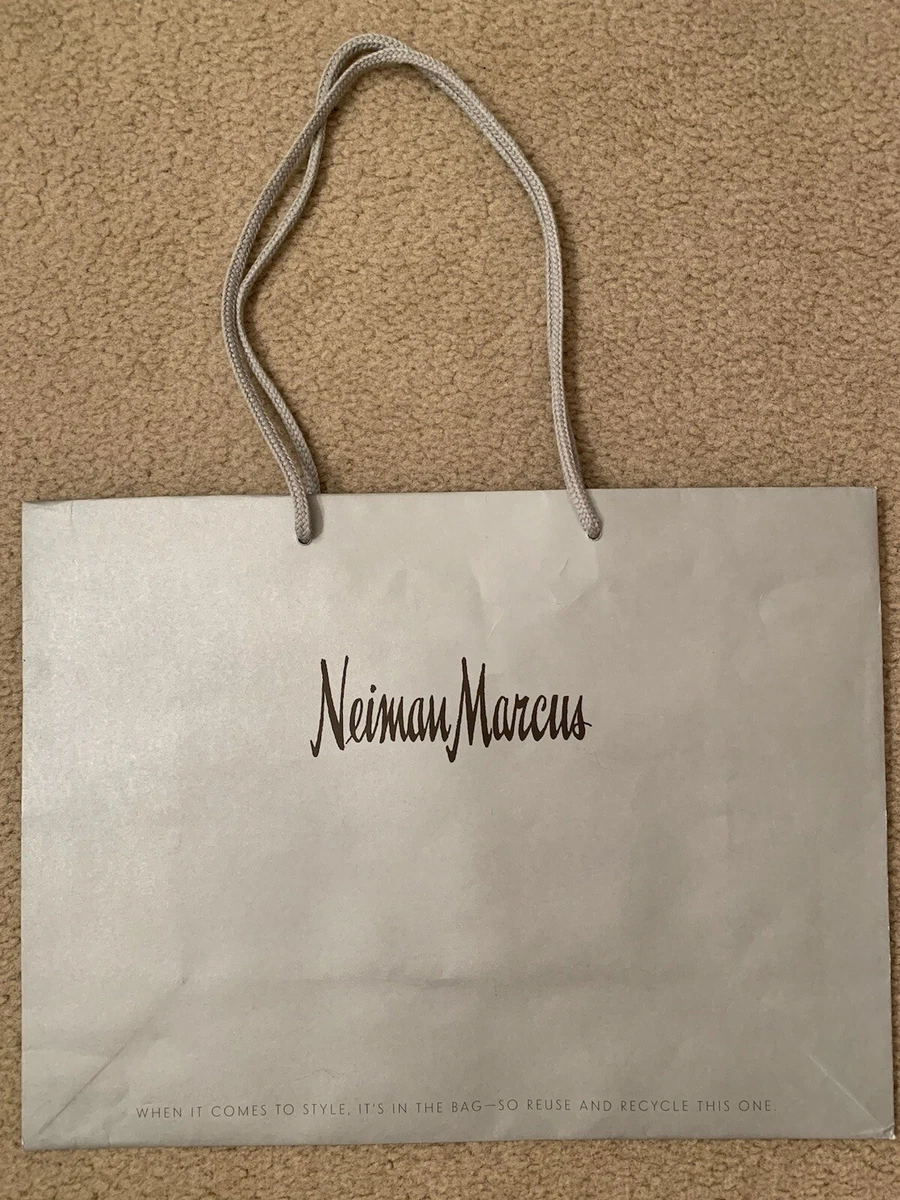 Neiman Marcus
WHEN IT COMES TO STYLE, IT'S IN THE BAG—SO REUSE AND RECYCLE THIS ONE.